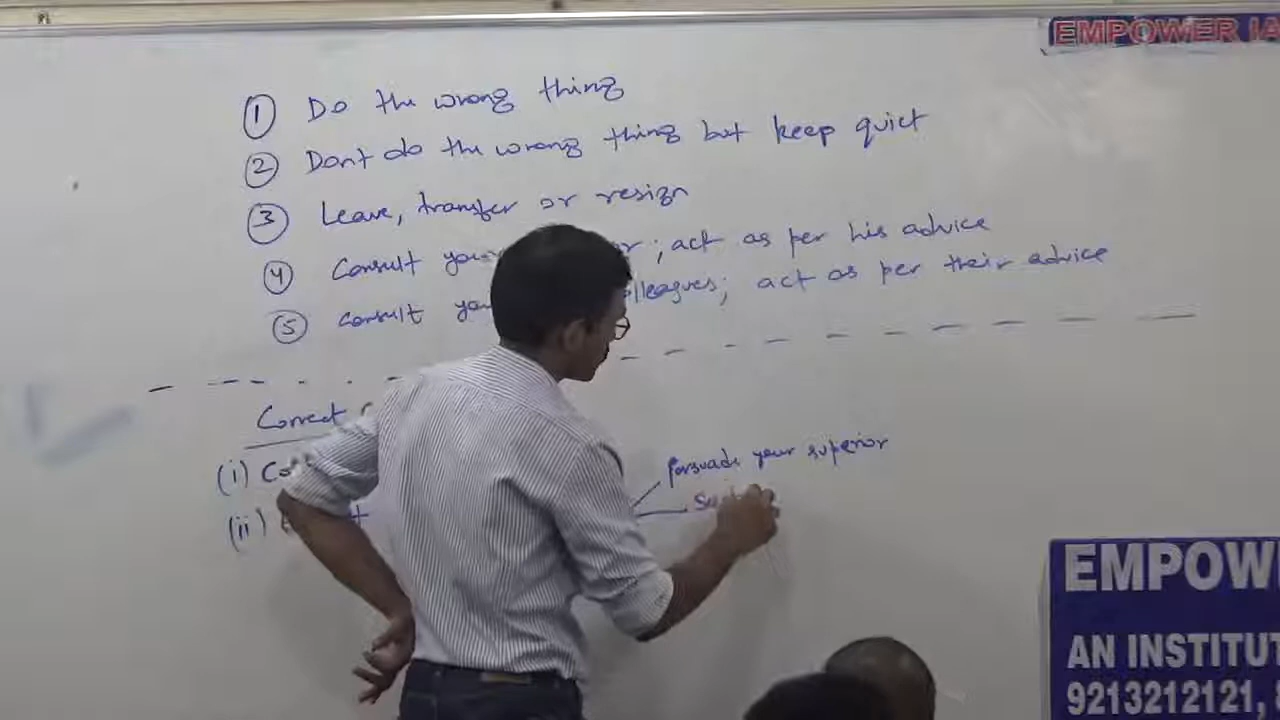 EMPOWER IA
① Do the wrong thing
② Dont do the wrong thing but keep quiet
③ Leave, transfer or resign
④ Consult ; act as per his advice
⑤ Consult lleagues; act as per their advice
Correct
(i)
Persuade your superior
(ii)
EMPOW
AN INSTITUT
9213212121,